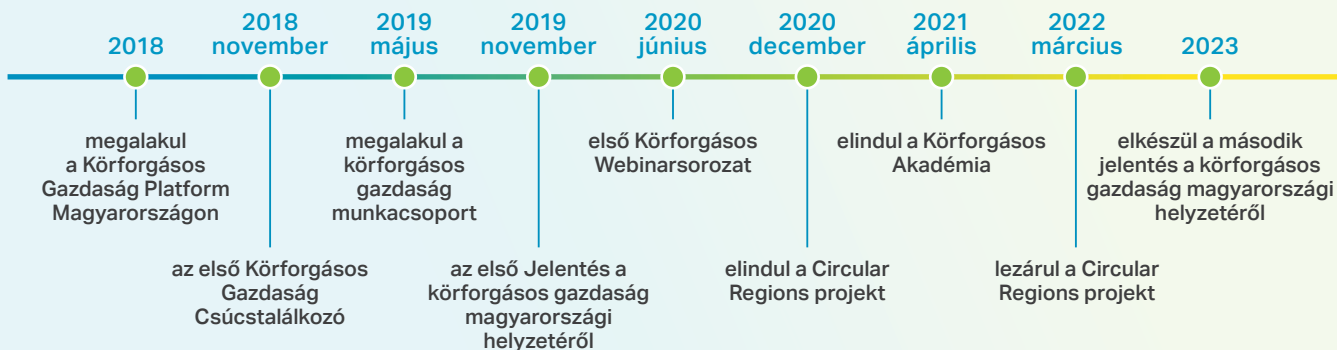 2018
megalakul
a Körforgásos
Gazdaság Platform
Magyarországon
2018
november
az első Körforgásos
Gazdaság
Csúcstalálkozó
2019
május
megalakul a
körforgásos
gazdaság
munkacsoport
2019
november
az első Jelentés a
körforgásos gazdaság
magyarországi
helyzetéről
2020
június
első Körforgásos
Webinarsorozat
2020
december
elindul a Circular
Regions projekt
2021
április
elindul a Körforgásos
Akadémia
2022
március
lezárul a Circular
Regions projekt
2023
elkészül a második
jelentés a körforgásos
gazdaság magyarországi
helyzetéről